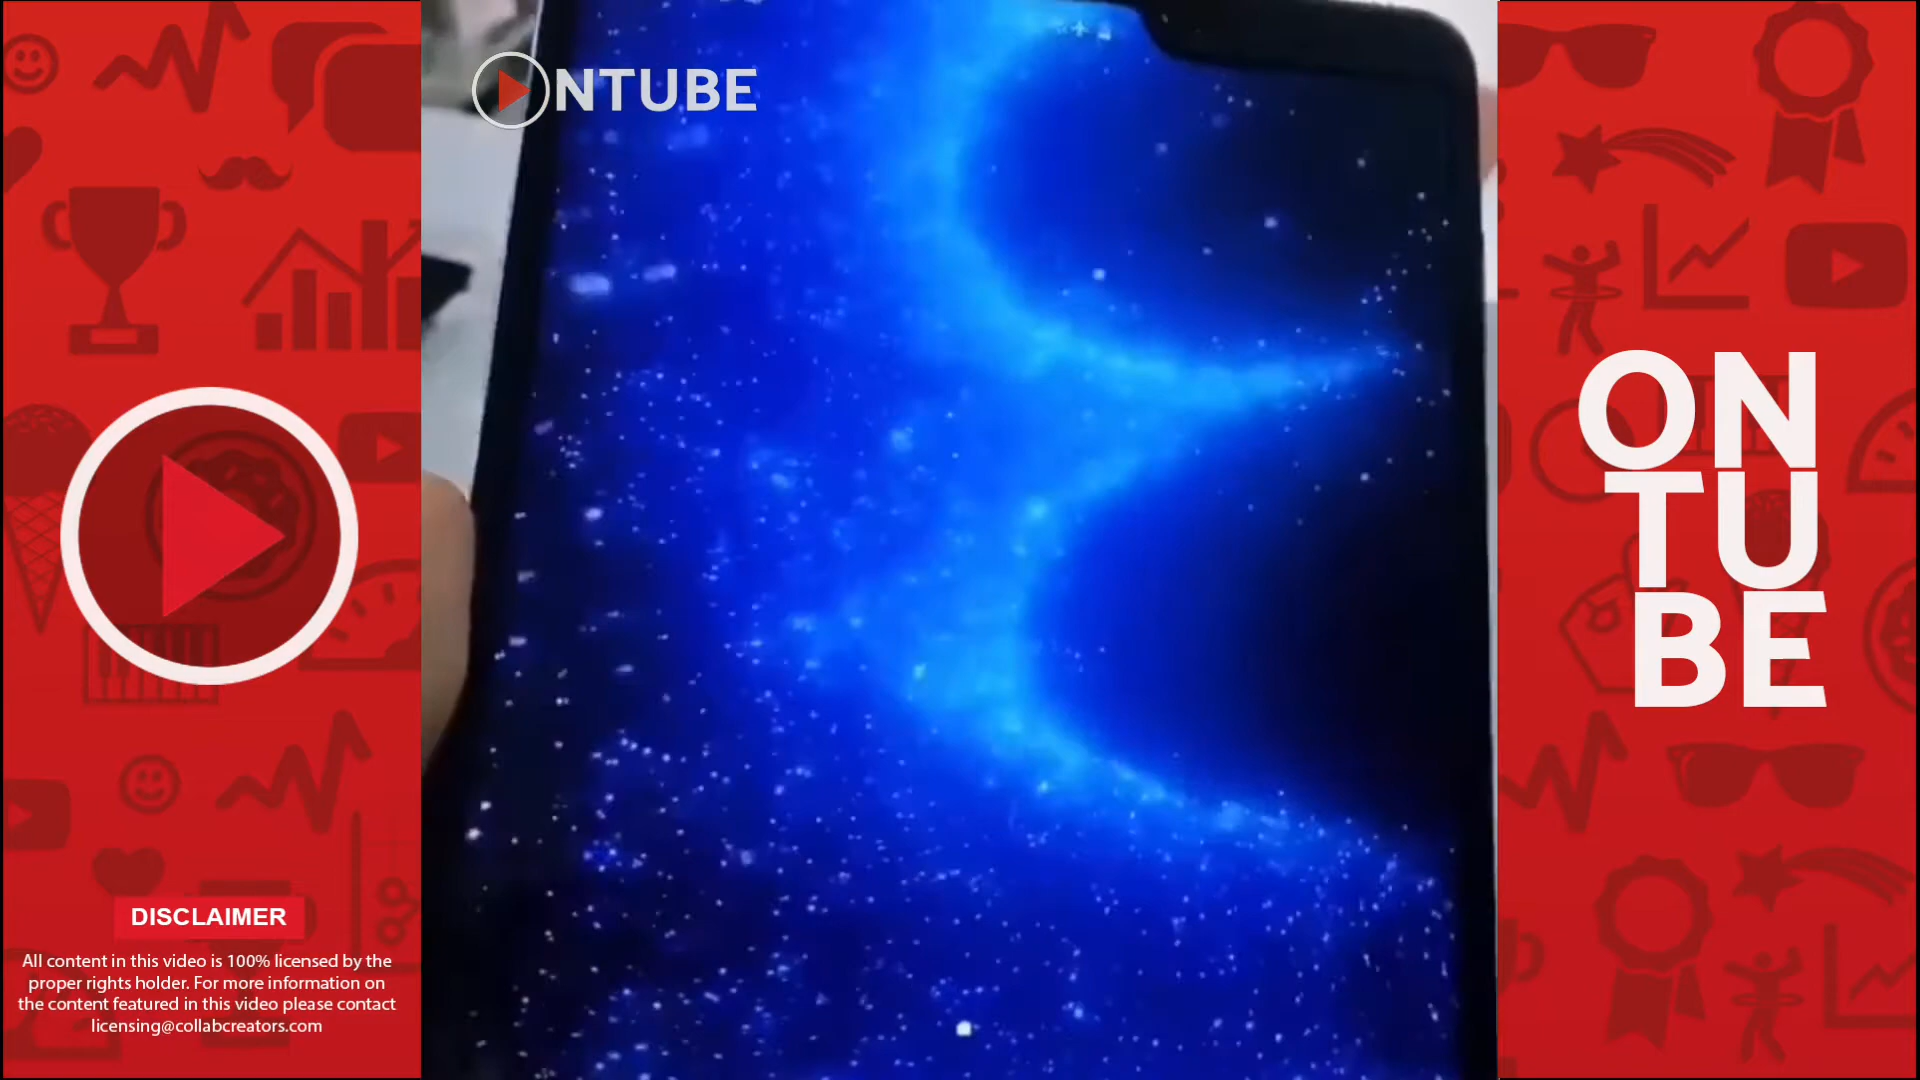 NTUBE
ON
TU
BE
DISCLAIMER
All content in this video is 100% licensed by the
proper rights holder. For more information on
the content featured in this video please contact
licensing@collabcreators.com